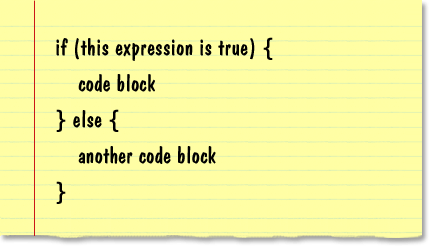 if (this expression is true) {
code block
} else {
another code block
}